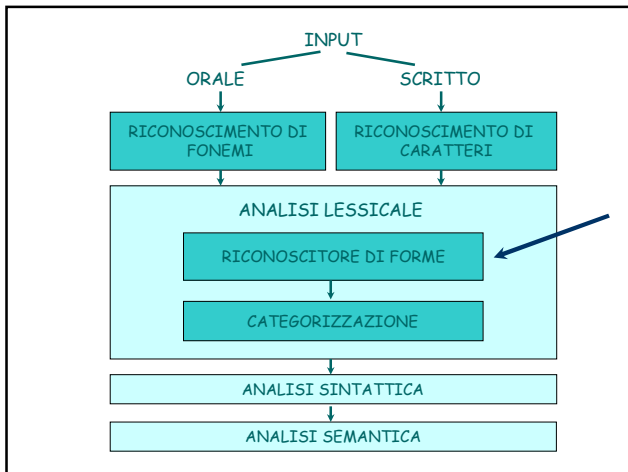 INPUT
ORALE
SCRITTO
RICONOSCIMENTO DI
FONEMI
RICONOSCIMENTO DI
CARATTERI
ANALISI LESSICALE
RICONOSCITORE DI FORME
CATEGORIZZAZIONE
ANALISI SINTATTICA
ANALISI SEMANTICA